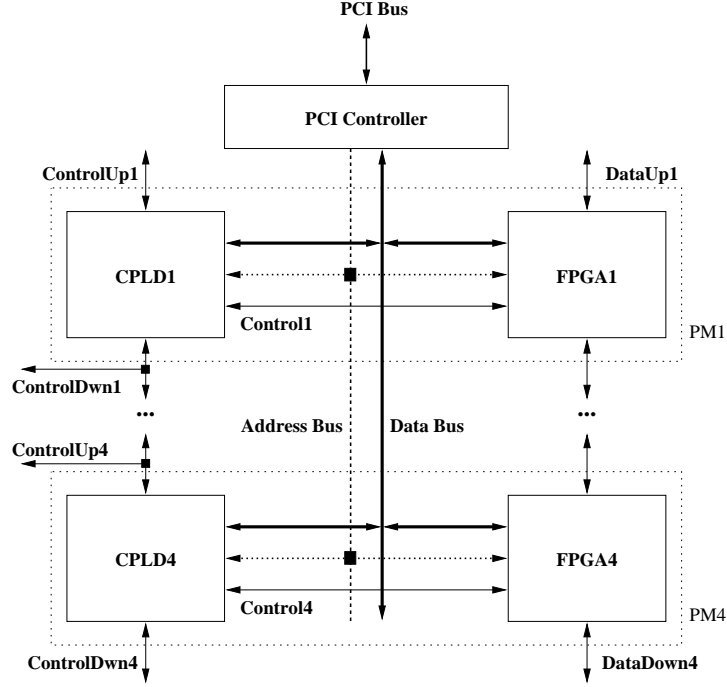 PCI Bus
PCI Controller
ControlUp1
DataUp1
CPLD1
FPGA1
Control1
PM1
ControlDwn1
...
...
ControlUp4
Address Bus
Data Bus
CPLD4
FPGA4
Control4
PM4
ControlDwn4
DataDown4